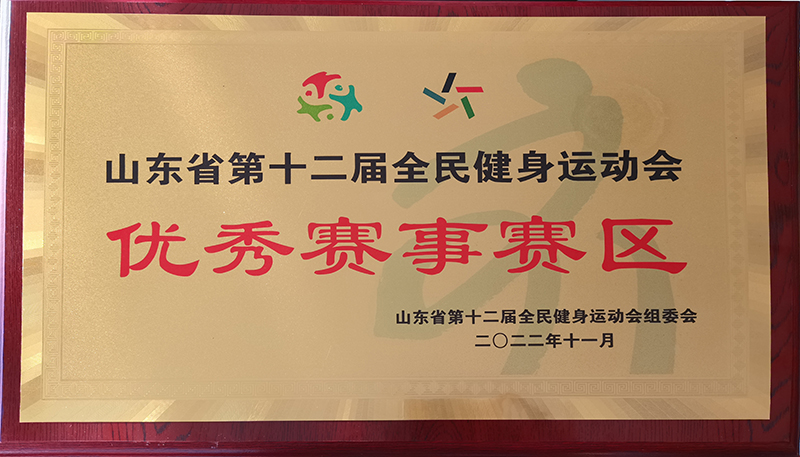 山东省第十二届全民健身运动会
优秀赛事赛区
山东省第十二届全民健身运动会组委会
二〇二二年十一月